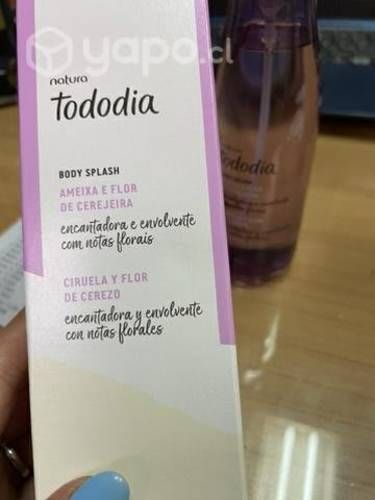 yapo.cl
natura
tododia
BODY SPLASH
AMEIXA E FLOR
DE CEREJEIRA
encantadora e envolvente
com notas florais
CIRUELA Y FLOR
DE CEREZO
encantadora y envolvente
con notas florales
Tododia